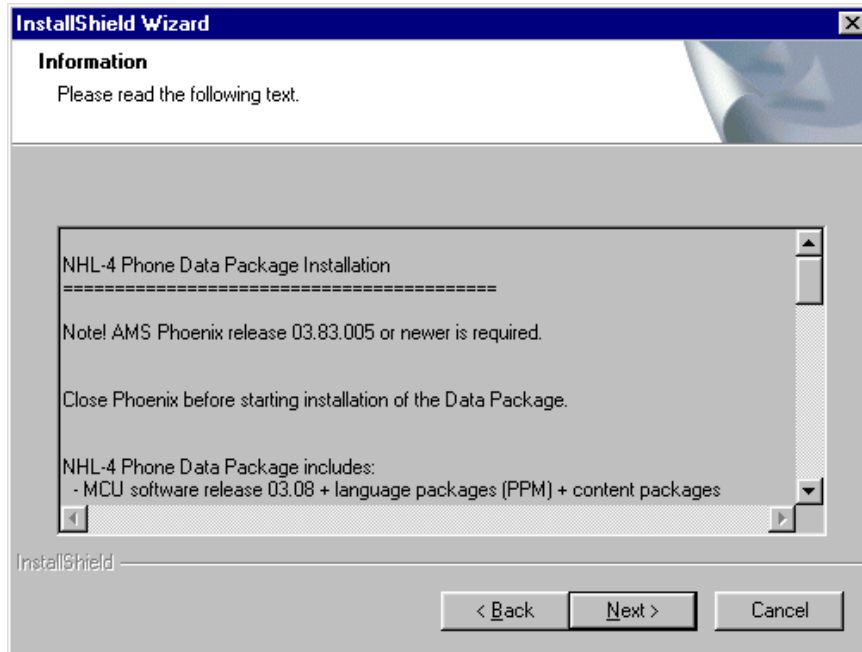 InstallShield Wizard
Information
Please read the following text.
NHL-4 Phone Data Package Installation
==========================================
Note! AMS Phoenix release 03.83.005 or newer is required.
Close Phoenix before starting installation of the Data Package.
NHL-4 Phone Data Package includes:
- MCU software release 03.08 + language packages (PPM) + content packages
InstallShield
< Back Next > Cancel